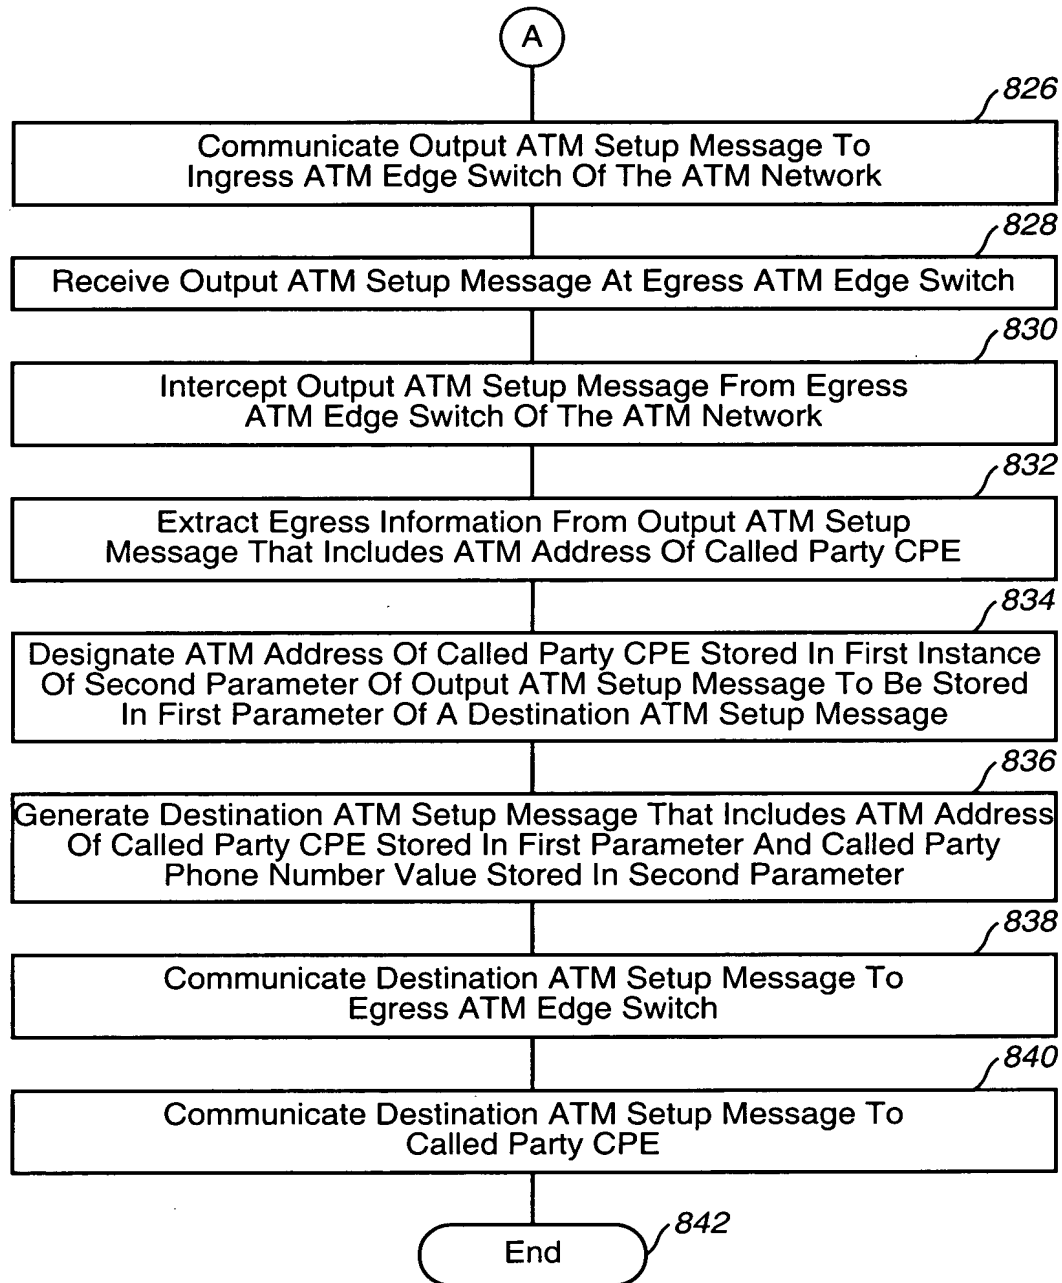 A
826
Communicate Output ATM Setup Message To
Ingress ATM Edge Switch Of The ATM Network
828
Receive Output ATM Setup Message At Egress ATM Edge Switch
830
Intercept Output ATM Setup Message From Egress
ATM Edge Switch Of The ATM Network
832
Extract Egress Information From Output ATM Setup
Message That Includes ATM Address Of Called Party CPE
834
Designate ATM Address Of Called Party CPE Stored In First Instance
Of Second Parameter Of Output ATM Setup Message To Be Stored
In First Parameter Of A Destination ATM Setup Message
836
Generate Destination ATM Setup Message That Includes ATM Address
Of Called Party CPE Stored In First Parameter And Called Party
Phone Number Value Stored In Second Parameter
838
Communicate Destination ATM Setup Message To
Egress ATM Edge Switch
840
Communicate Destination ATM Setup Message To
Called Party CPE
842
End